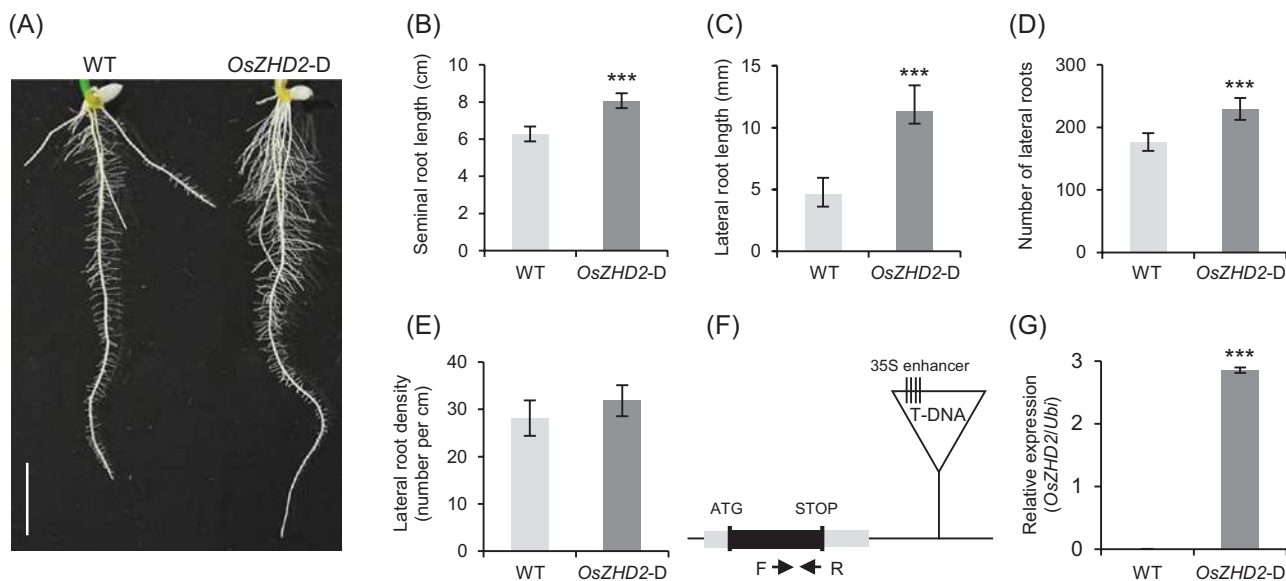 (A)
WT OsZHD2-D
(B)
Seminal root length (cm)
10
8
6
4
2
0
***
WT OsZHD2-D
(C)
Lateral root length (mm)
15
10
5
0
***
WT OsZHD2-D
(D)
Number of lateral roots
300
200
100
0
***
WT OsZHD2-D
(E)
Lateral root density
(number per cm)
40
30
20
10
0
WT OsZHD2-D
(F)
35S enhancer
T-DNA
ATG STOP
F R
(G)
Relative expression
(OsZHD2/Ubi)
3
2
1
0
***
WT OsZHD2-D